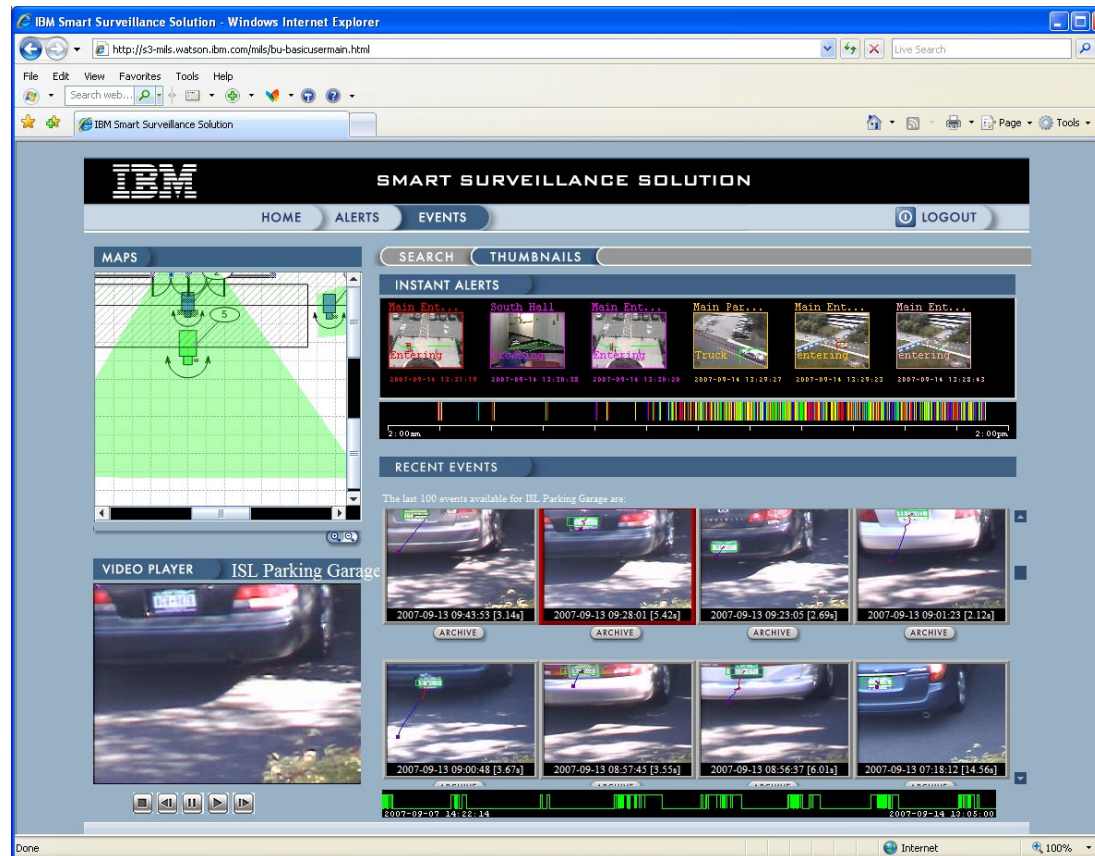 IBM Smart Surveillance Solution - Windows Internet Explorer
http://s3-mils.watson.ibm.com/mils/bu-basicusermain.html
Live Search
File Edit View Favorites Tools Help
Search web...
IBM Smart Surveillance Solution
Page Tools
IBM
SMART SURVEILLANCE SOLUTION
HOME ALERTS EVENTS LOGOUT
MAPS
SEARCH THUMBNAILS
INSTANT ALERTS
2
5
Main Ent... South Hall Main Ent... Main Par... Main Ent... Main Ent...
Entering Crossing Entering Truck entering entering
2007-09-14 13:31:19 2007-09-14 13:30:38 2007-09-14 13:30:29 2007-09-14 13:29:27 2007-09-14 13:29:23 2007-09-14 13:28:43
2:00am 2:00pm
RECENT EVENTS
The last 100 events available for ISL Parking Garage are:
VIDEO PLAYER ISL Parking Garage
2007-09-13 09:43:53 [3.14s] 2007-09-13 09:28:01 [5.42s] 2007-09-13 09:23:05 [2.69s] 2007-09-13 09:01:23 [2.12s]
ARCHIVE ARCHIVE ARCHIVE ARCHIVE
2007-09-13 09:00:48 [3.67s] 2007-09-13 08:57:45 [3.55s] 2007-09-13 08:56:37 [6.01s] 2007-09-13 07:18:12 [14.56s]
2007-09-07 14:22:14 2007-09-14 13:05:00
Done Internet 100%